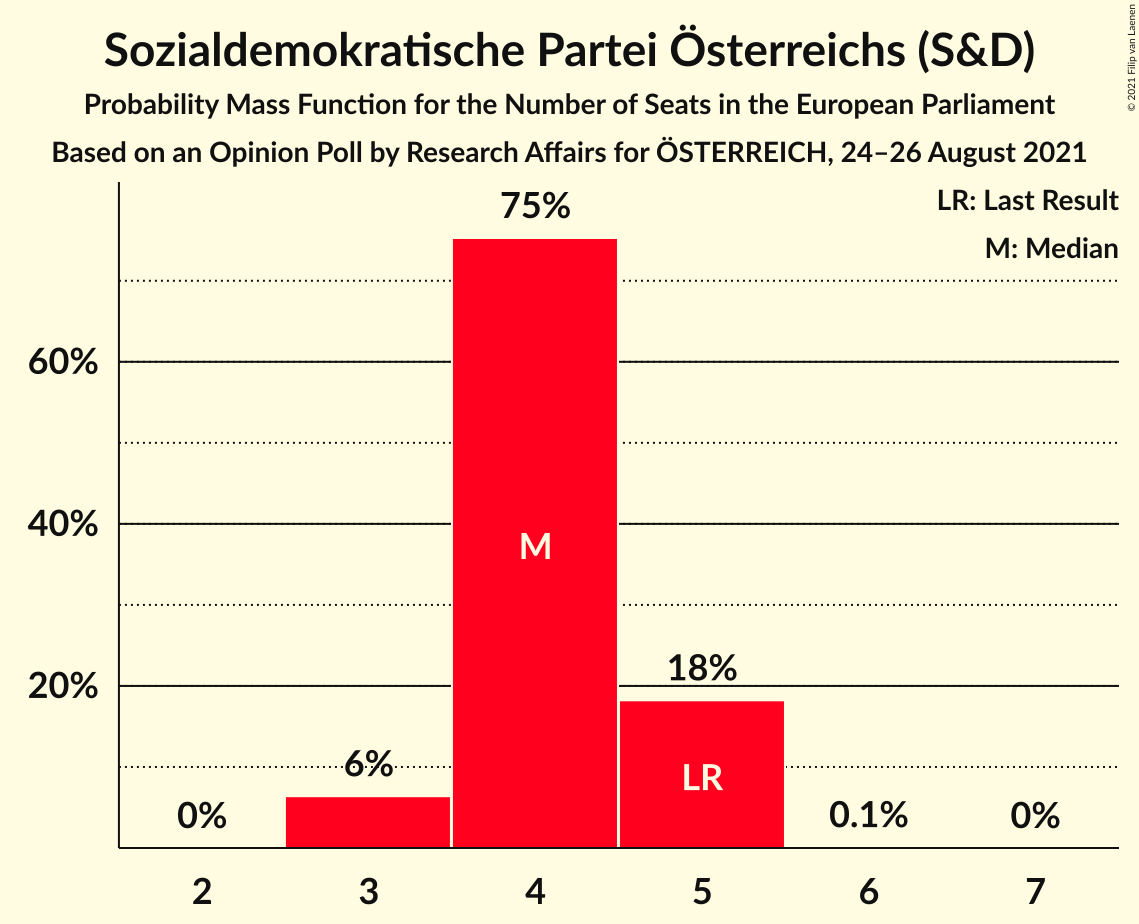 Sozialdemokratische Partei Österreichs (S&D)
Probability Mass Function for the Number of Seats in the European Parliament
Based on an Opinion Poll by Research Affairs for ÖSTERREICH, 24–26 August 2021
© 2021 Filip van Laenen
LR: Last Result
M: Median
75%
60%
40%
M
20%
18%
6%
LR
0%
0.1%
0%
2 3 4 5 6 7